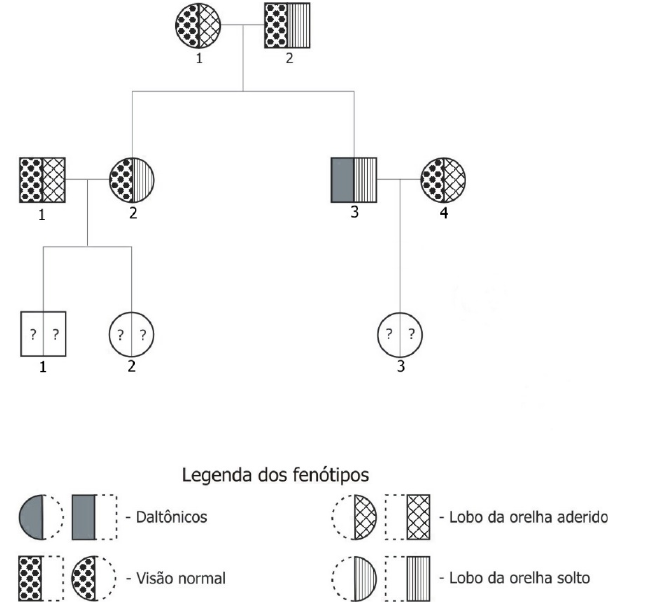 1 2
1 2 3 4
? ? ? ? ? ?
1 2 3
Legenda dos fenótipos
- Daltônicos - Lobo da orelha aderido
- Visão normal - Lobo da orelha solto